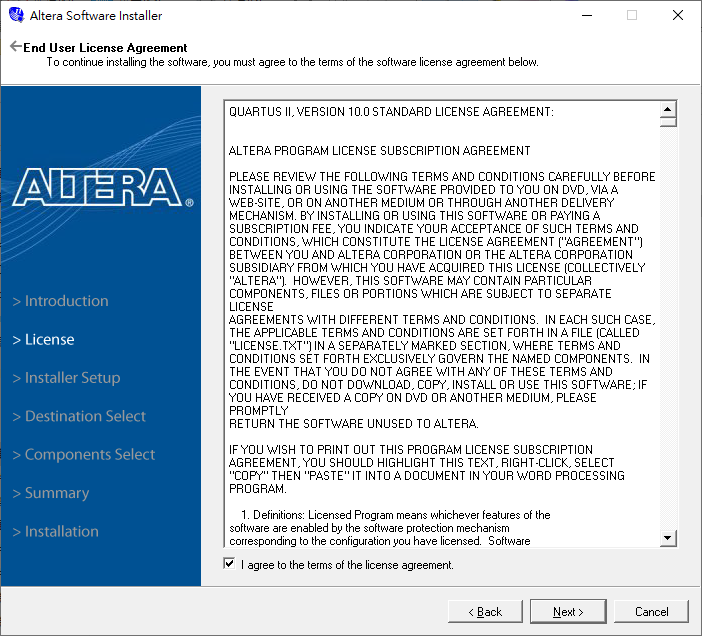 Altera Software Installer
End User License Agreement
To continue installing the software, you must agree to the terms of the software license agreement below.
ALTERA®
> Introduction
> License
> Installer Setup
> Destination Select
> Components Select
> Summary
> Installation
QUARTUS II, VERSION 10.0 STANDARD LICENSE AGREEMENT:
ALTERA PROGRAM LICENSE SUBSCRIPTION AGREEMENT
PLEASE REVIEW THE FOLLOWING TERMS AND CONDITIONS CAREFULLY BEFORE
INSTALLING OR USING THE SOFTWARE PROVIDED TO YOU ON DVD, VIA A
WEB-SITE, OR ON ANOTHER MEDIUM OR THROUGH ANOTHER DELIVERY
MECHANISM. BY INSTALLING OR USING THIS SOFTWARE OR PAYING A
SUBSCRIPTION FEE, YOU INDICATE YOUR ACCEPTANCE OF SUCH TERMS AND
CONDITIONS, WHICH CONSTITUTE THE LICENSE AGREEMENT ("AGREEMENT")
BETWEEN YOU AND ALTERA CORPORATION OR THE ALTERA CORPORATION
SUBSIDIARY FROM WHICH YOU HAVE ACQUIRED THIS LICENSE (COLLECTIVELY
"ALTERA").  HOWEVER, THIS SOFTWARE MAY CONTAIN PARTICULAR
COMPONENTS, FILES OR PORTIONS WHICH ARE SUBJECT TO SEPARATE
LICENSE
AGREEMENTS WITH DIFFERENT TERMS AND CONDITIONS.  IN EACH SUCH CASE,
THE APPLICABLE TERMS AND CONDITIONS ARE SET FORTH IN A FILE (CALLED
"LICENSE.TXT") IN A SEPARATELY MARKED SECTION, WHERE TERMS AND
CONDITIONS SET FORTH EXCLUSIVELY GOVERN THE NAMED COMPONENTS.  IN
THE EVENT THAT YOU DO NOT AGREE WITH ANY OF THESE TERMS AND
CONDITIONS, DO NOT DOWNLOAD, COPY, INSTALL OR USE THIS SOFTWARE; IF
YOU HAVE RECEIVED A COPY ON DVD OR ANOTHER MEDIUM, PLEASE
PROMPTLY
RETURN THE SOFTWARE UNUSED TO ALTERA.
IF YOU WISH TO PRINT OUT THIS PROGRAM LICENSE SUBSCRIPTION
AGREEMENT, YOU SHOULD HIGHLIGHT THIS TEXT, RIGHT-CLICK, SELECT
"COPY" THEN "PASTE" IT INTO A DOCUMENT IN YOUR WORD PROCESSING
PROGRAM.
1. Definitions: Licensed Program means whichever features of the
software are enabled by the software protection mechanism
corresponding to the configuration you have licensed.  Software
I agree to the terms of the license agreement.
< Back
Next >
Cancel